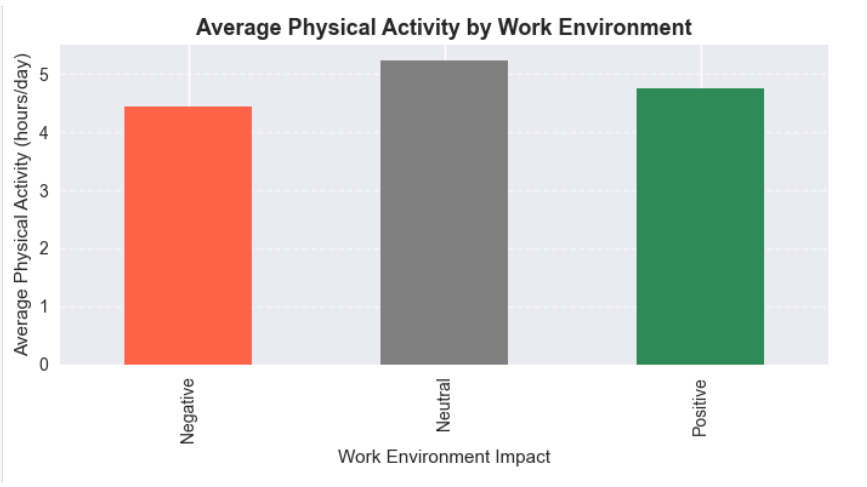 Average Physical Activity by Work Environment
Average Physical Activity (hours/day)
5
4
3
2
1
0
Negative
Neutral
Positive
Work Environment Impact